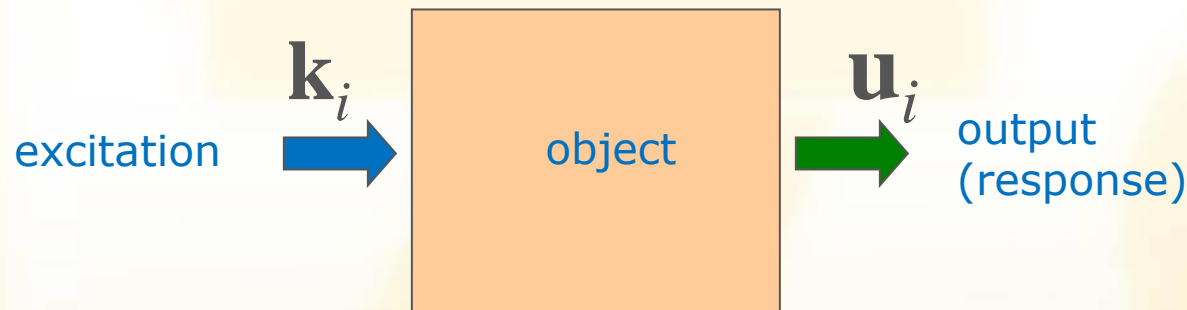 k_i
u_i
excitation
object
output
(response)